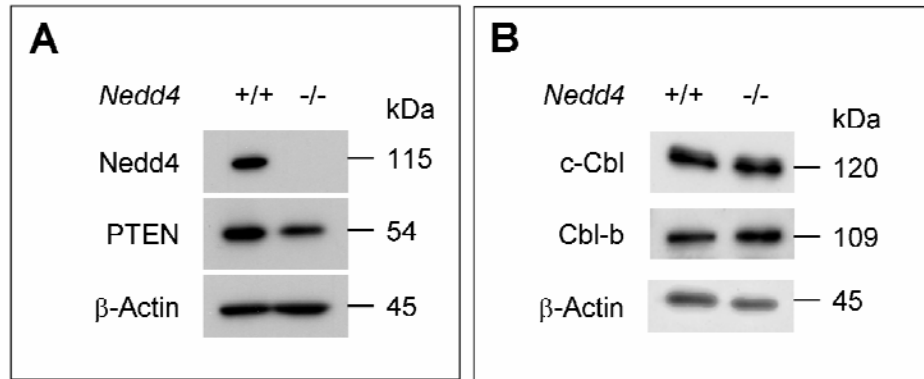 A
Nedd4 +/+ -/-
kDa
Nedd4 115
PTEN 54
β-Actin 45
B
Nedd4 +/+ -/-
kDa
c-Cbl 120
Cbl-b 109
β-Actin 45